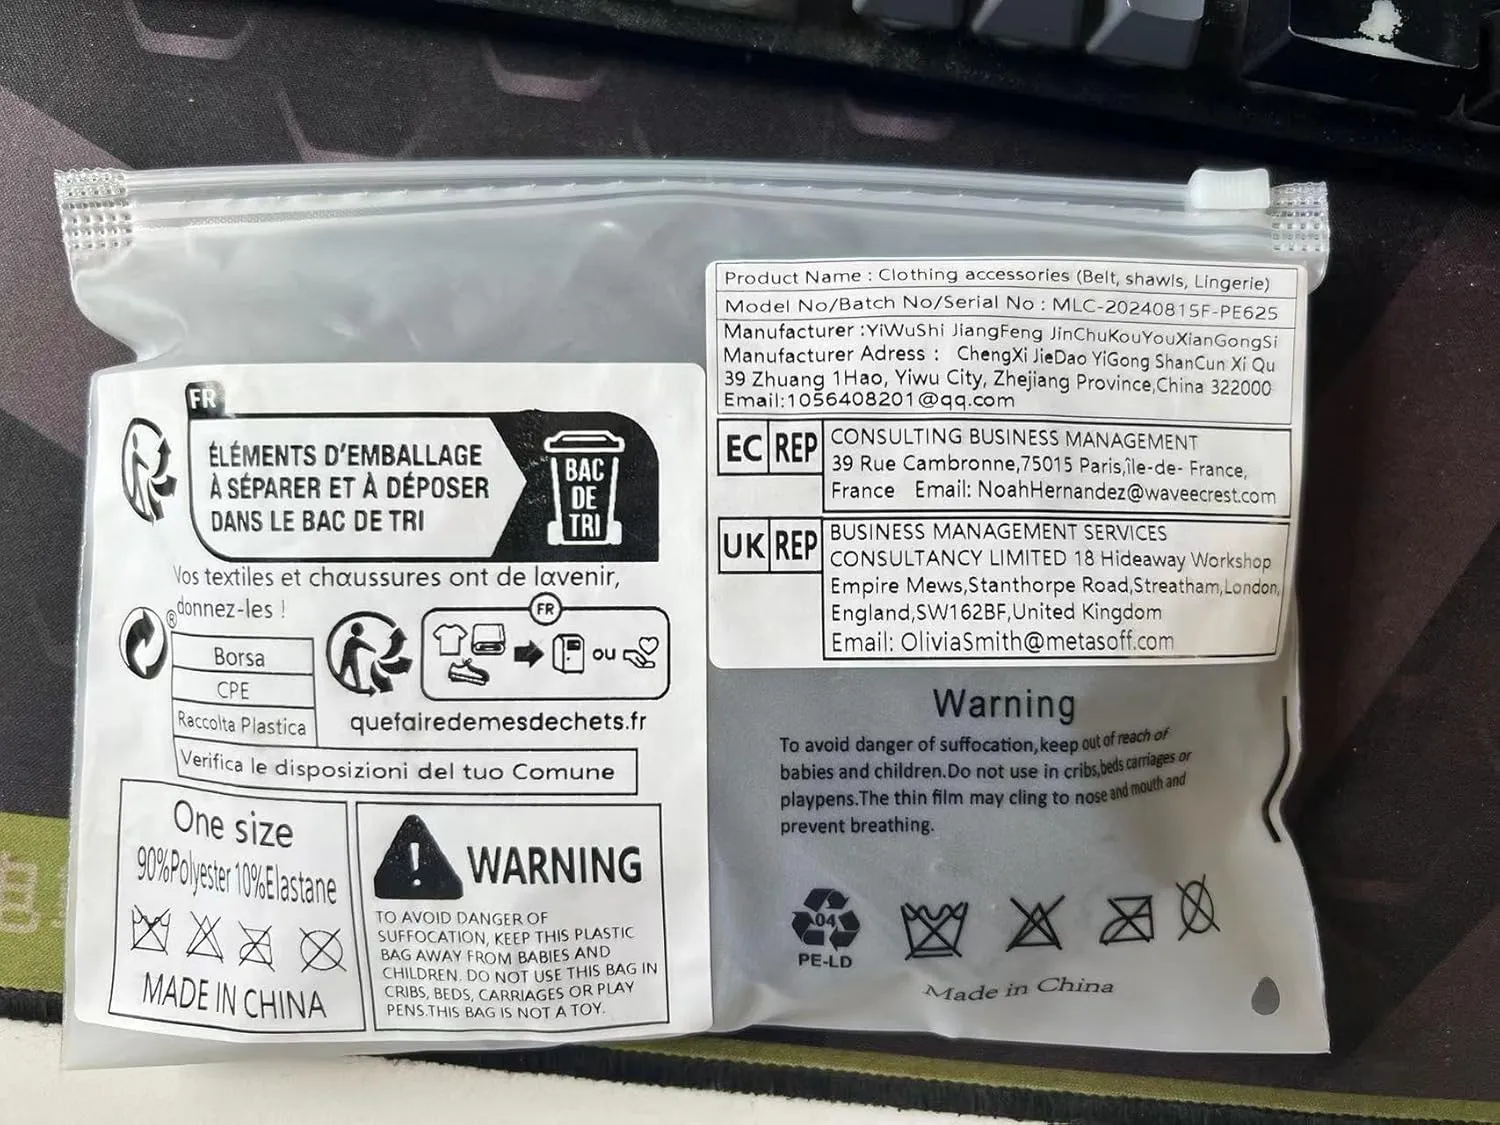 FR
ÉLÉMENTS D'EMBALLAGE
À SÉPARER ET À DÉPOSER
DANS LE BAC DE TRI
BAC
DE
TRI
Vos textiles et chaussures ont de lavenir,
donnez-les !
®
Borsa
CPE
Raccolta Plastica
Verifica le disposizioni del tuo Comune
FR
ou
quefairedemesdechets.fr
One size
90%Polyester 10%Elastane
MADE IN CHINA
WARNING
TO AVOID DANGER OF
SUFFOCATION, KEEP THIS PLASTIC
BAG AWAY FROM BABIES AND
CHILDREN. DO NOT USE THIS BAG IN
CRIBS, BEDS, CARRIAGES OR PLAY
PENS.THIS BAG IS NOT A TOY.
Product Name : Clothing accessories (Belt, shawls, Lingerie)
Model No/Batch No/Serial No : MLC-20240815F-PE625
Manufacturer :YiWuShi JiangFeng JinChuKouYouXianGongSi
Manufacturer Adress : ChengXi JieDao YiGong ShanCun Xi Qu
39 Zhuang 1Hao, Yiwu City, Zhejiang Province,China 322000
Email:1056408201@qq.com
EC REP
CONSULTING BUSINESS MANAGEMENT
39 Rue Cambronne,75015 Paris,île-de- France,
France Email: NoahHernandez@waveecrest.com
UK REP
BUSINESS MANAGEMENT SERVICES
CONSULTANCY LIMITED 18 Hideaway Workshop
Empire Mews,Stanthorpe Road,Streatham,London,
England,SW162BF,United Kingdom
Email: OliviaSmith@metasoff.com
Warning
To avoid danger of suffocation,keep out of reach of
babies and children.Do not use in cribs,beds carriages or
playpens.The thin film may cling to nose and mouth and
prevent breathing.
04
PE-LD
Made in China